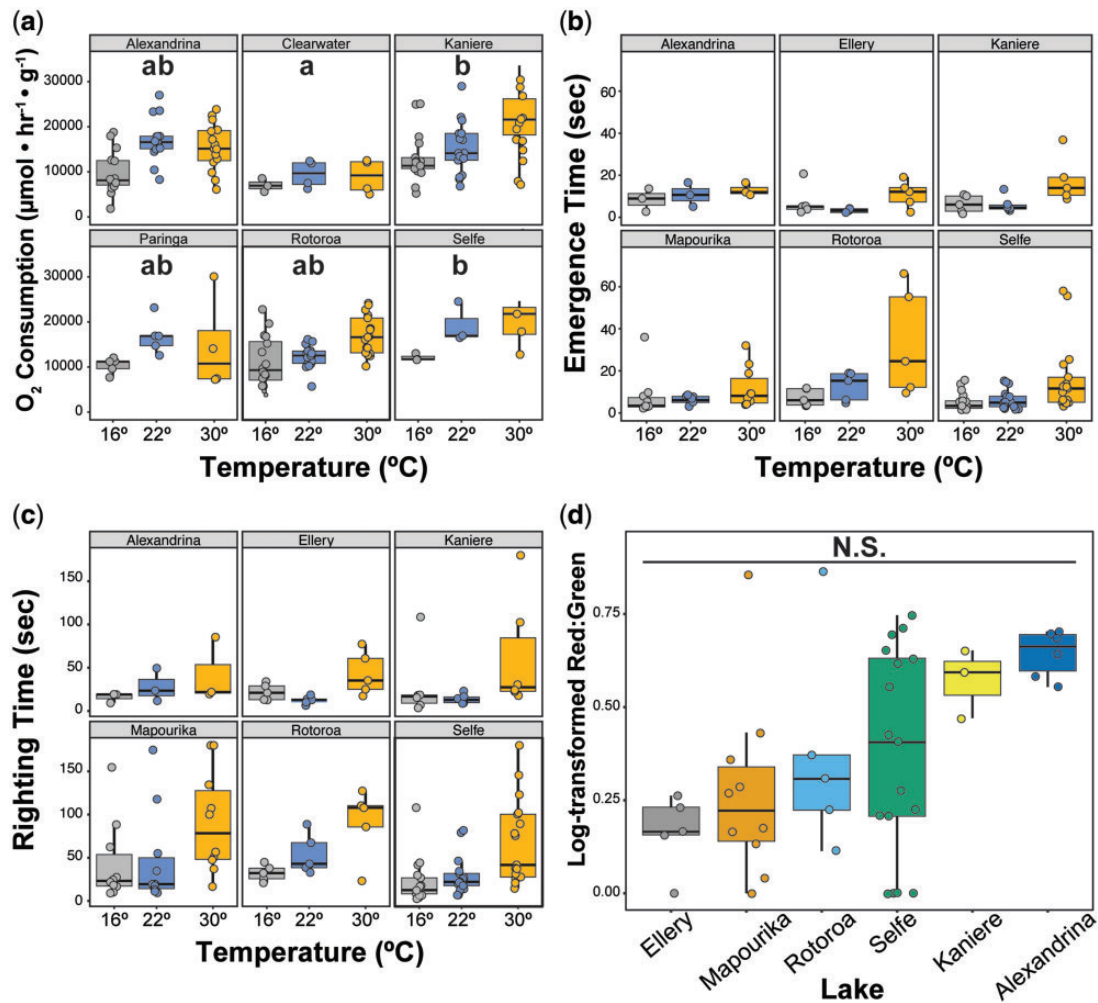 (a)
Alexandrina Clearwater Kaniere
ab a b
30000
20000
10000
0
Paringa Rotoroa Selfe
ab ab b
30000
20000
10000
0
O₂ Consumption (µmol • hr⁻¹ • g⁻¹)
16º 22º 30º 16º 22º 30º 16º 22º 30º
Temperature (ºC)
(b)
Alexandrina Ellery Kaniere
60
40
20
0
Mapourika Rotoroa Selfe
60
40
20
0
Emergence Time (sec)
16º 22º 30º 16º 22º 30º 16º 22º 30º
Temperature (ºC)
(c)
Alexandrina Ellery Kaniere
150
100
50
0
Mapourika Rotoroa Selfe
150
100
50
0
Righting Time (sec)
16º 22º 30º 16º 22º 30º 16º 22º 30º
Temperature (ºC)
(d)
N.S.
0.75
0.50
0.25
0.00
Log-transformed Red:Green
Ellery Mapourika Rotoroa Selfe Kaniere Alexandrina
Lake